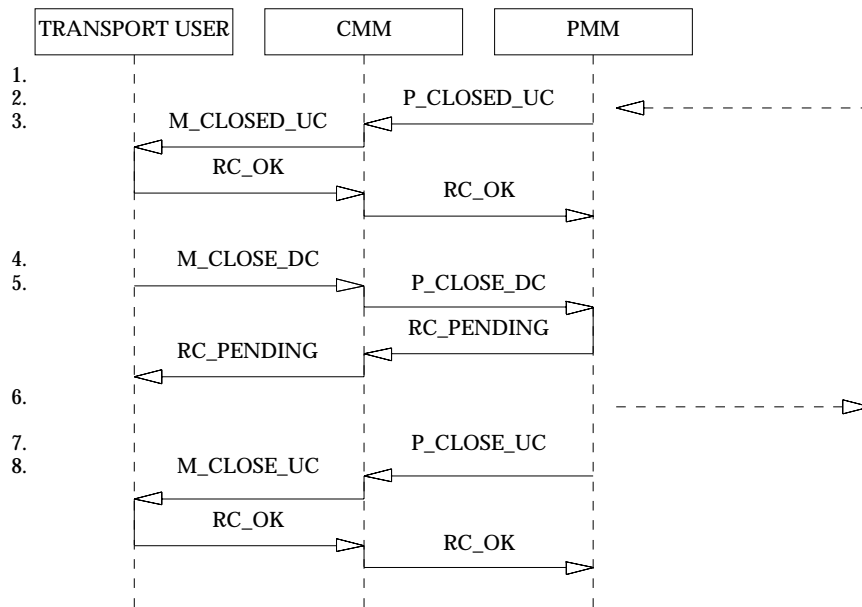 TRANSPORT USER CMM PMM
1.
2. P_CLOSED_UC
3. M_CLOSED_UC
RC_OK
RC_OK
4. M_CLOSE_DC
5. P_CLOSE_DC
RC_PENDING
RC_PENDING
6.
7. P_CLOSE_UC
8. M_CLOSE_UC
RC_OK
RC_OK